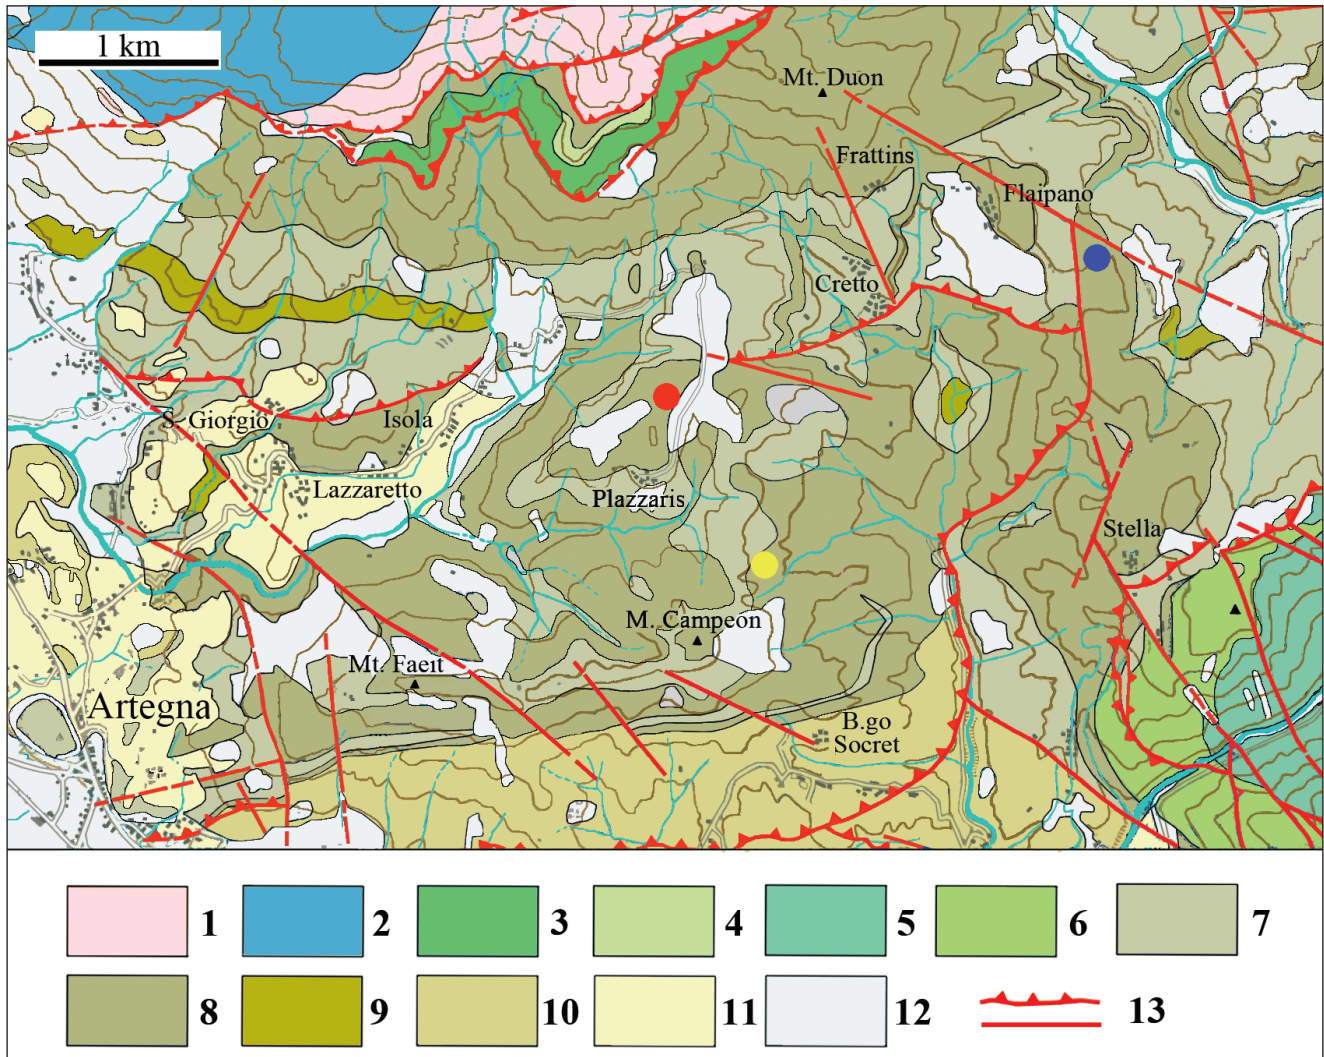 1 km
Mt. Duon
Frattins
Flaipano
Cretto
S. Giorgio
Isola
Lazzaretto
Plazzaris
Stella
M. Campeon
Mt. Faeit
Artegna
B.go
Socret
1 2 3 4 5 6 7
8 9 10 11 12 13